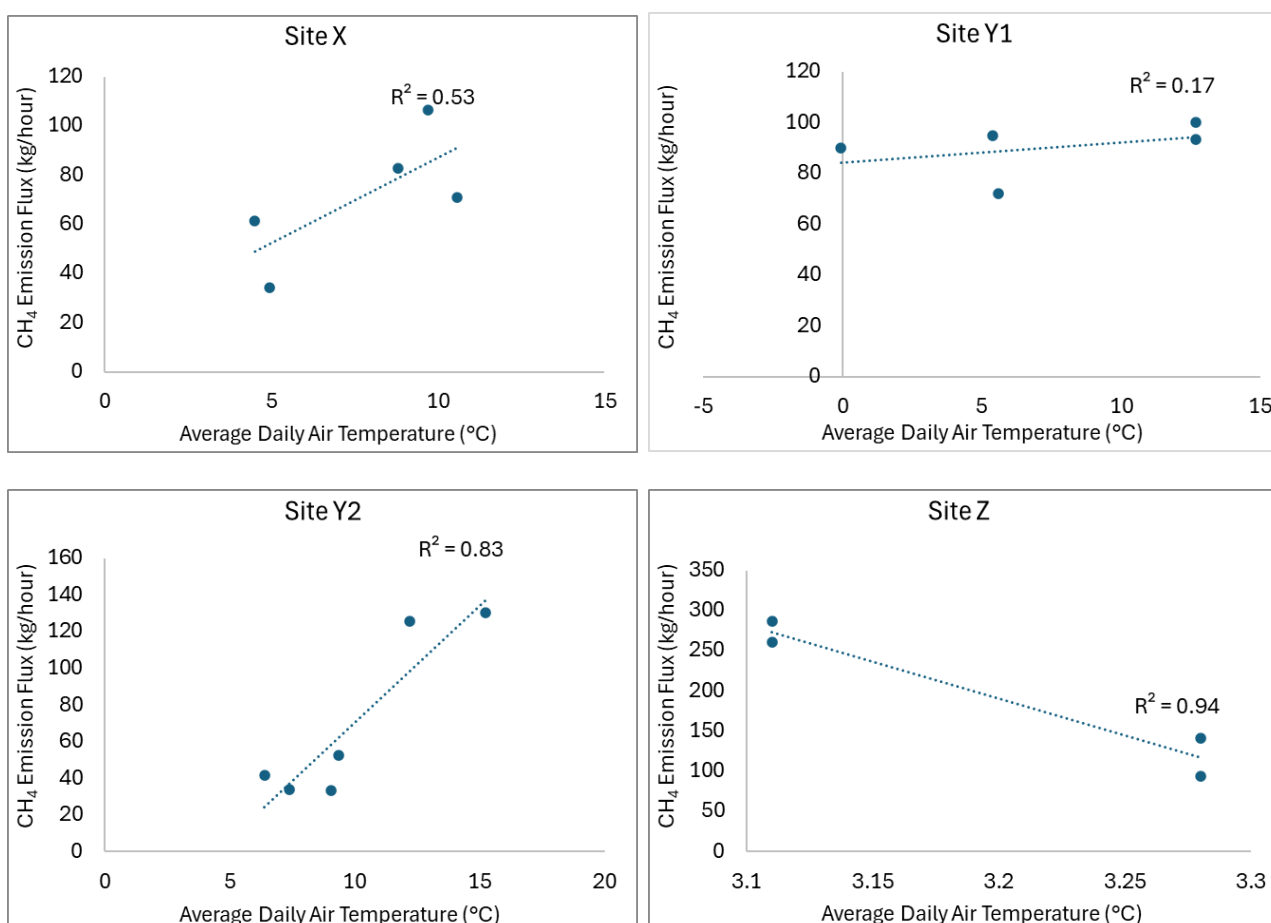 Site X
R² = 0.53
CH₄ Emission Flux (kg/hour)
120
100
80
60
40
20
0
0 5 10 15
Average Daily Air Temperature (°C)
Site Y1
R² = 0.17
CH₄ Emission Flux (kg/hour)
120
100
80
60
40
20
0
-5 0 5 10 15
Average Daily Air Temperature (°C)
Site Y2
R² = 0.83
CH₄ Emission Flux (kg/hour)
160
140
120
100
80
60
40
20
0
0 5 10 15 20
Average Daily Air Temperature (°C)
Site Z
R² = 0.94
CH₄ Emission Flux (kg/hour)
350
300
250
200
150
100
50
0
3.1 3.15 3.2 3.25 3.3
Average Daily Air Temperature (°C)